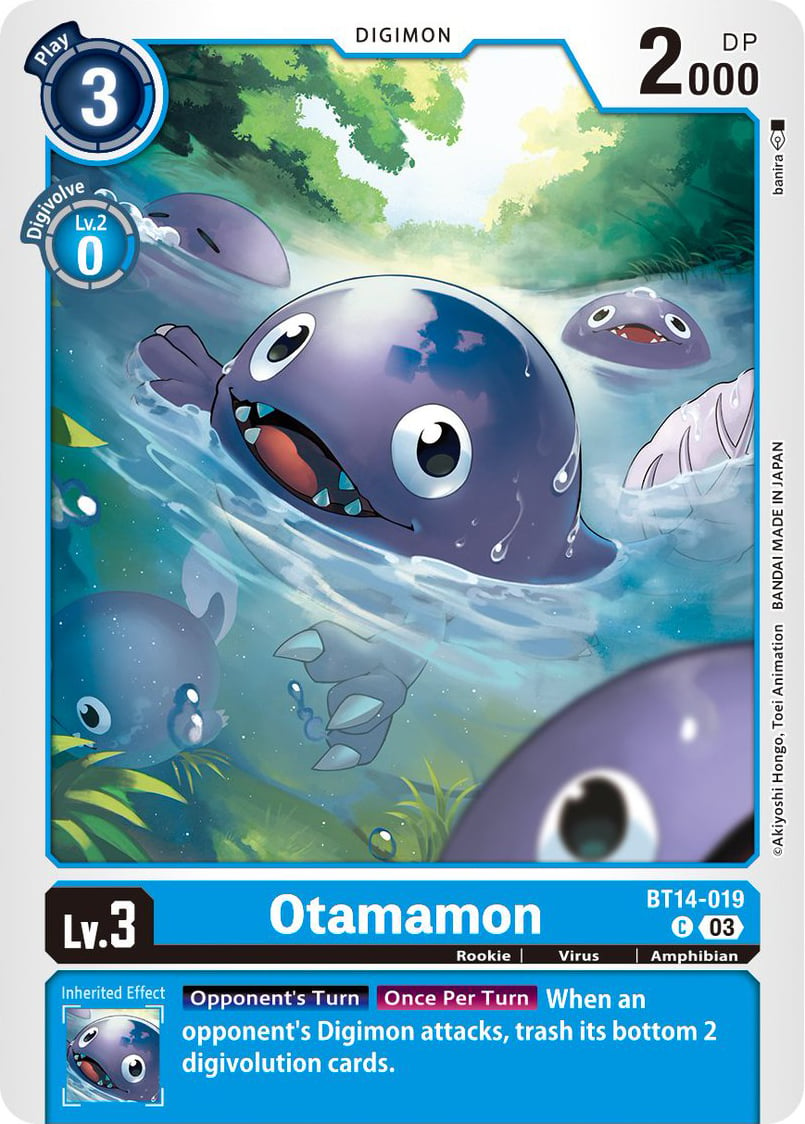 DIGIMON
Play
3
DP
2000
Digivolve
Lv.2
0
banira
BANDAI MADE IN JAPAN
©Akiyoshi Hongo, Toei Animation
Lv.3
Otamamon
BT14-019
C 03
Rookie | Virus | Amphibian
Inherited Effect
Opponent's Turn Once Per Turn When an
opponent's Digimon attacks, trash its bottom 2
digivolution cards.